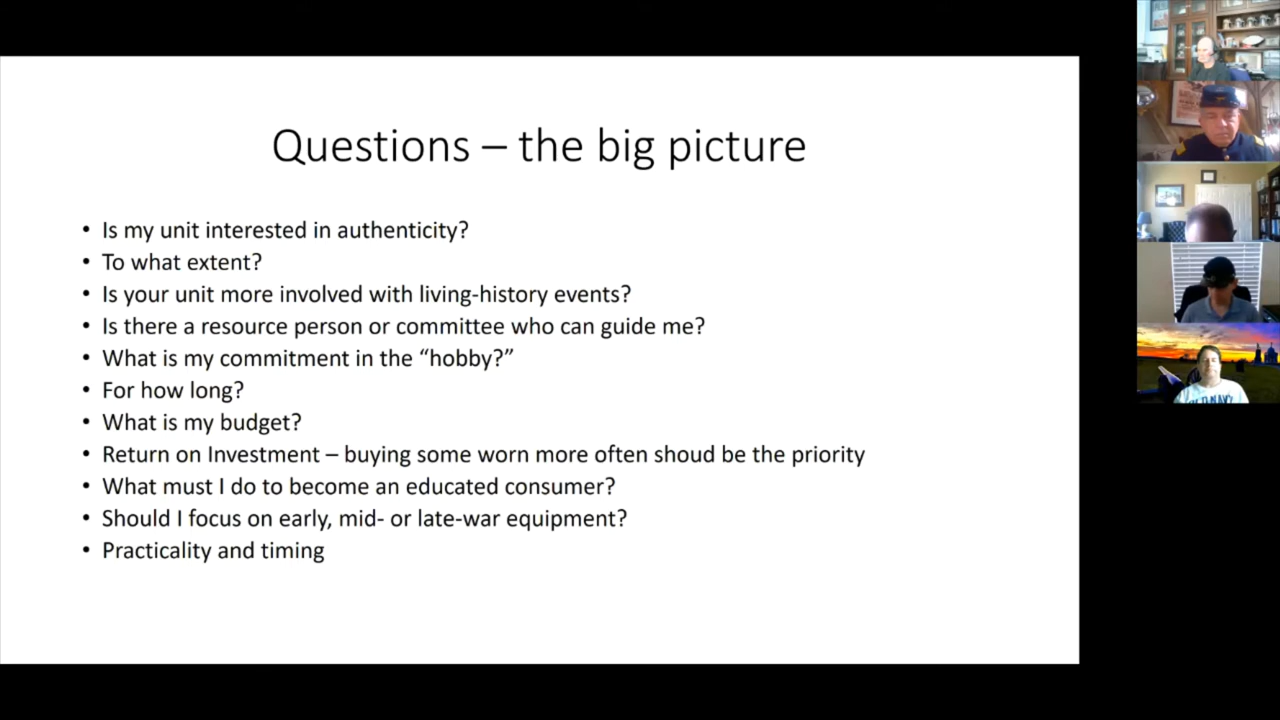 Questions – the big picture
• Is my unit interested in authenticity?
• To what extent?
• Is your unit more involved with living-history events?
• Is there a resource person or committee who can guide me?
• What is my commitment in the “hobby?”
• For how long?
• What is my budget?
• Return on Investment – buying some worn more often shoud be the priority
• What must I do to become an educated consumer?
• Should I focus on early, mid- or late-war equipment?
• Practicality and timing
OLD NAVY